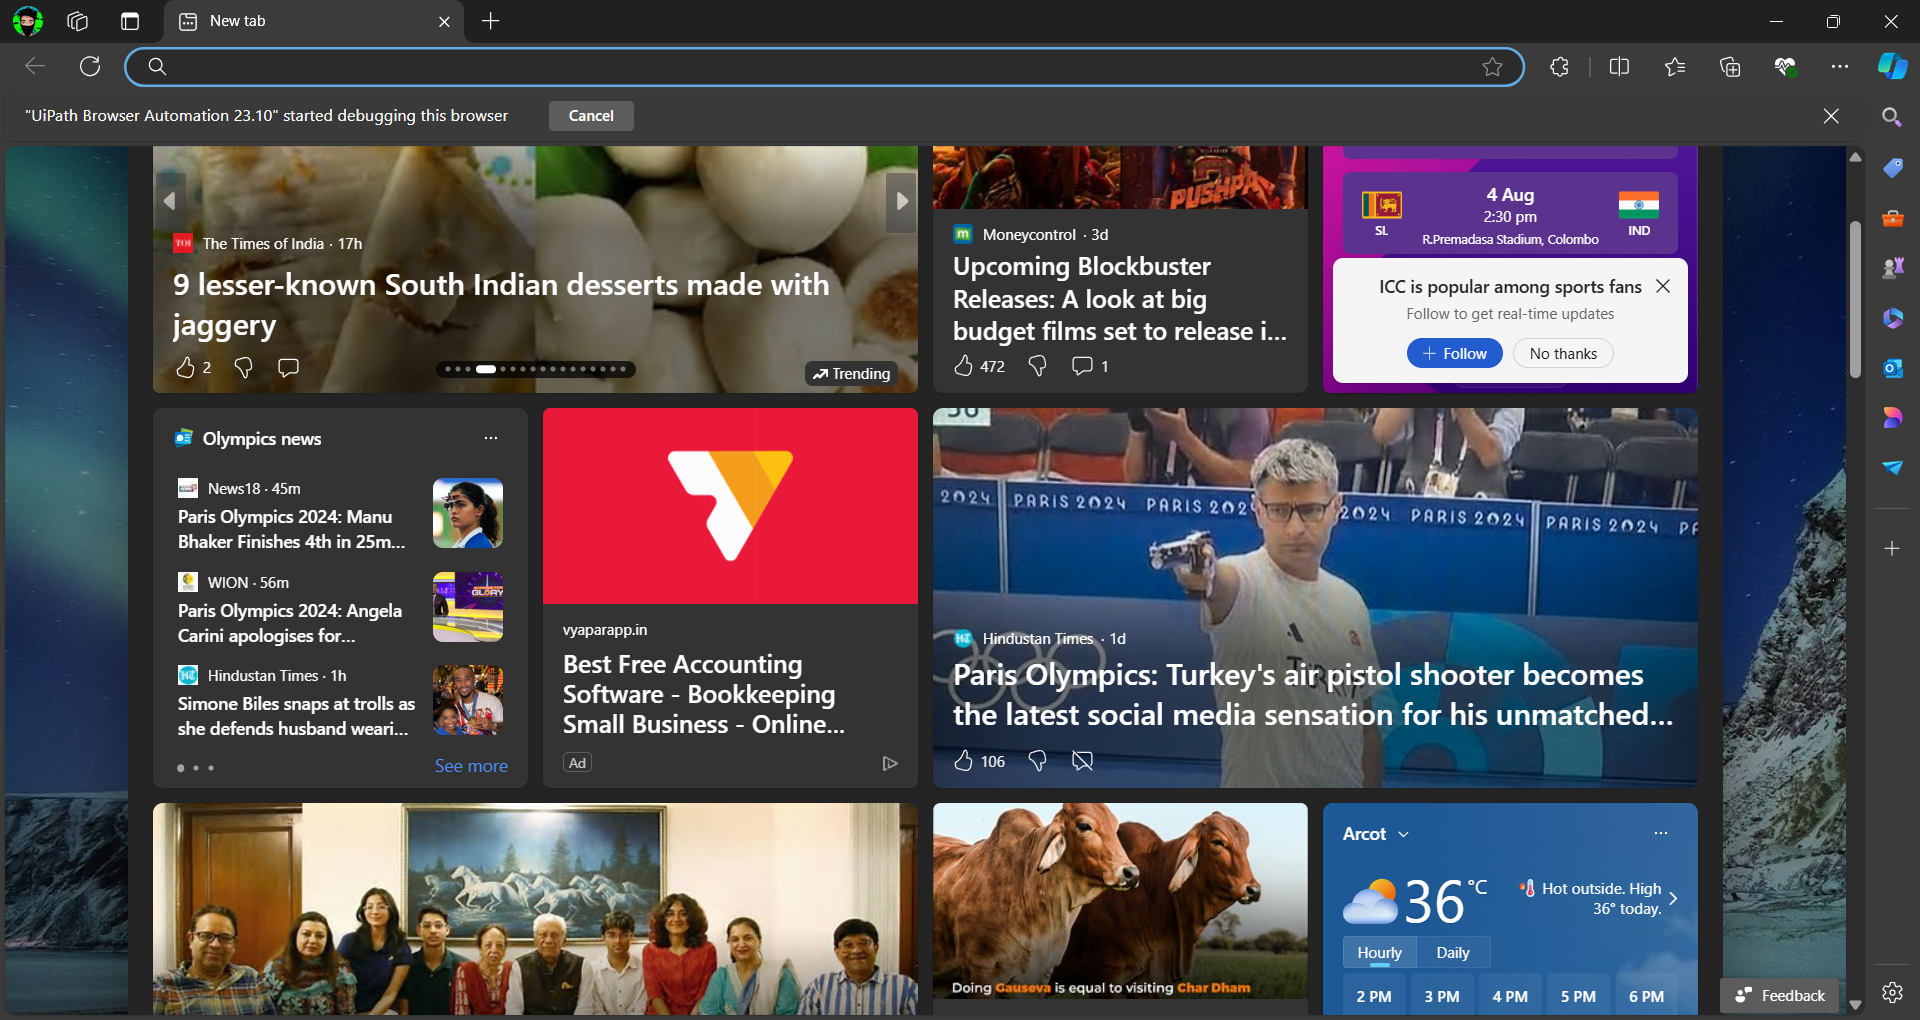 New tab
"UiPath Browser Automation 23.10" started debugging this browser
Cancel
TOI
The Times of India · 17h
9 lesser-known South Indian desserts made with
jaggery
2
Trending
PUSHPA
m
Moneycontrol · 3d
Upcoming Blockbuster
Releases: A look at big
budget films set to release i...
472
1
4 Aug
2:30 pm
SL
R.Premadasa Stadium, Colombo
IND
ICC is popular among sports fans
Follow to get real-time updates
+ Follow
No thanks
Olympics news
...
News18 · 45m
Paris Olympics 2024: Manu
Bhaker Finishes 4th in 25m...
WION · 56m
Paris Olympics 2024: Angela
Carini apologises for...
GLORY
HT
Hindustan Times · 1h
Simone Biles snaps at trolls as
she defends husband weari...
See more
vyaparapp.in
Best Free Accounting
Software - Bookkeeping
Small Business - Online...
Ad
2024 PARIS 2024 PARIS 2024 2024 PARIS 2024 PARIS 2024
HT
Hindustan Times · 1d
Paris Olympics: Turkey's air pistol shooter becomes
the latest social media sensation for his unmatched...
106
Doing Gauseva is equal to visiting Char Dham
Arcot
...
36 °C
Hot outside. High
36° today.
Hourly
Daily
2 PM
3 PM
4 PM
5 PM
6 PM
Feedback